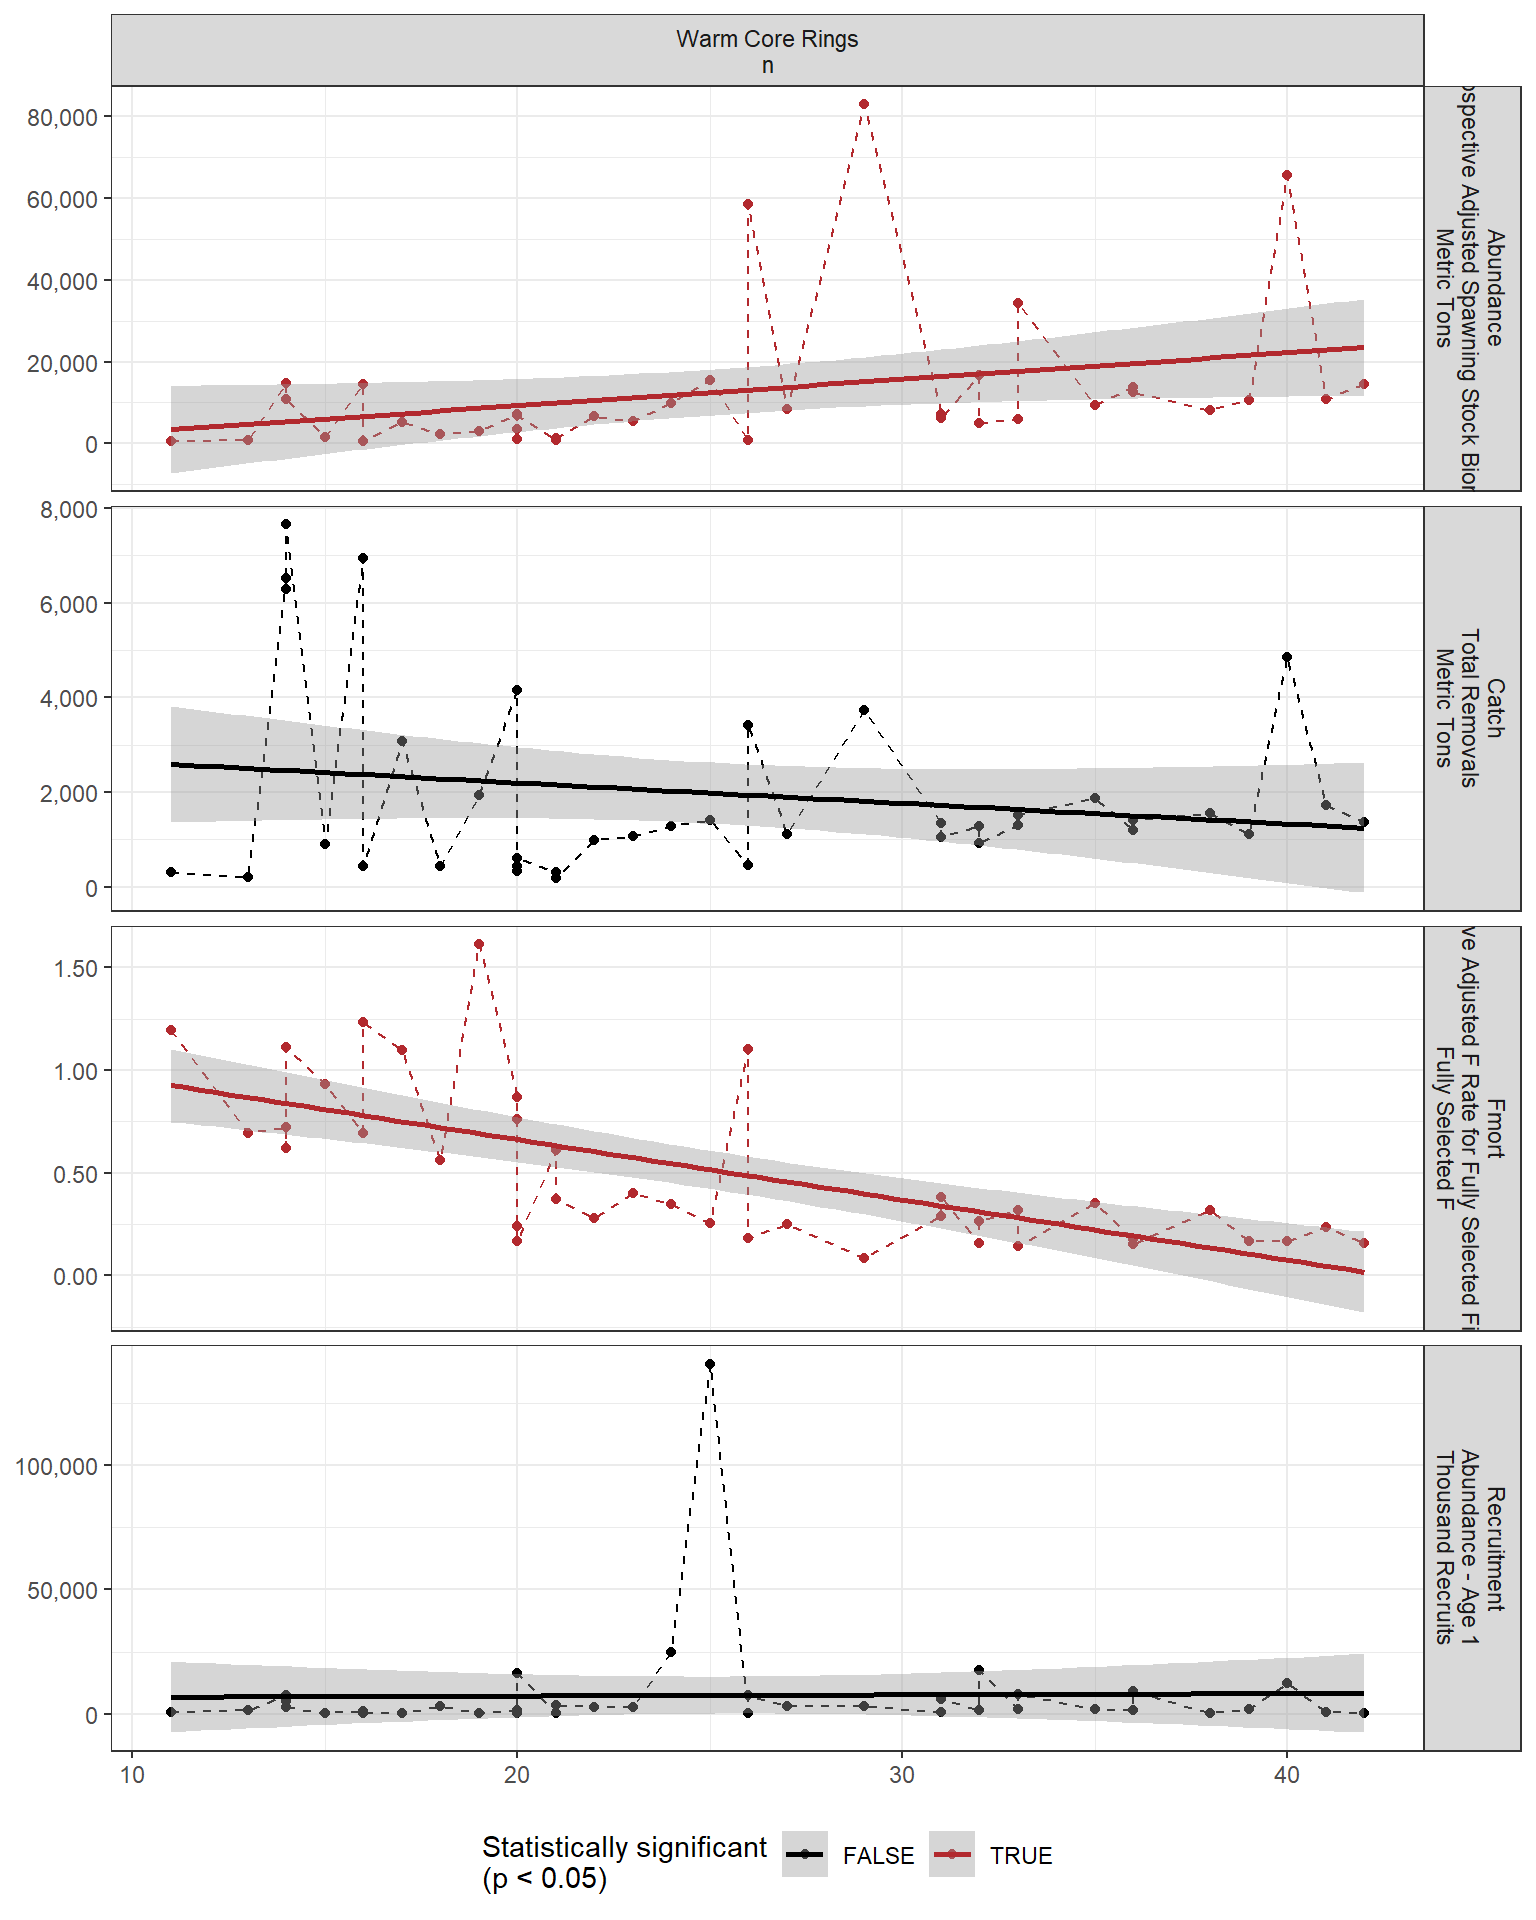 Warm Core Rings
n
80,000
60,000
40,000
20,000
0
Abundance
Adjusted Spawning Stock
Metric Tons
8,000
6,000
4,000
2,000
0
Catch
Total Removals
Metric Tons
1.50
1.00
0.50
0.00
Fmort
Adjusted F Rate for Fully Selected
Fully Selected F
100,000
50,000
0
Recruitment
Abundance - Age 1
Thousand Recruits
10
20
30
40
Statistically significant
(p < 0.05)
FALSE
TRUE